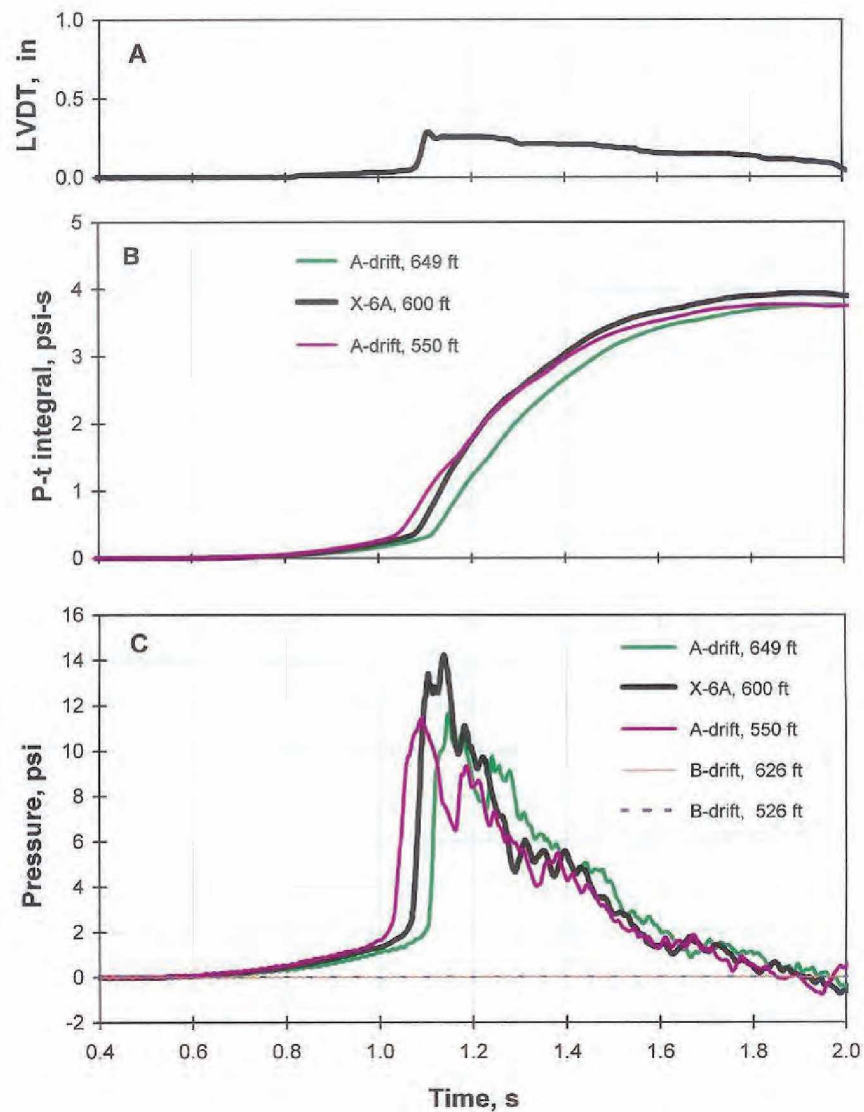 A
LVDT, in
1.0
0.5
0.0
B
P-t integral, psi-s
5
4
3
2
1
0
A-drift, 649 ft
X-6A, 600 ft
A-drift, 550 ft
C
Pressure, psi
16
14
12
10
8
6
4
2
0
-2
A-drift, 649 ft
X-6A, 600 ft
A-drift, 550 ft
B-drift, 626 ft
B-drift, 526 ft
0.4 0.6 0.8 1.0 1.2 1.4 1.6 1.8 2.0
Time, s